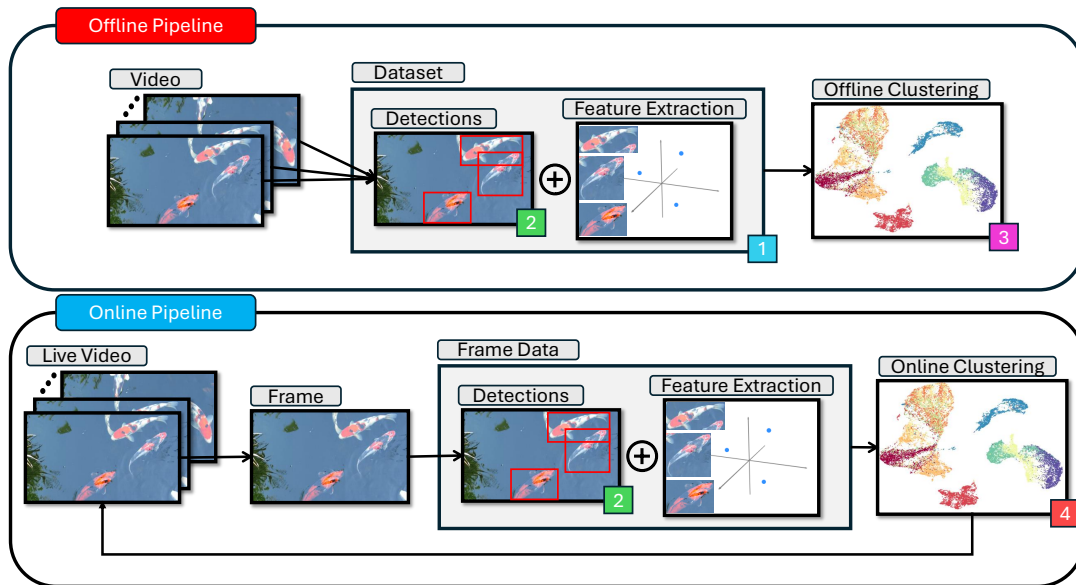 Offline Pipeline
Video
Dataset
Detections
Feature Extraction
Offline Clustering
2
1
3
Online Pipeline
Live Video
Frame
Frame Data
Detections
Feature Extraction
Online Clustering
2
4